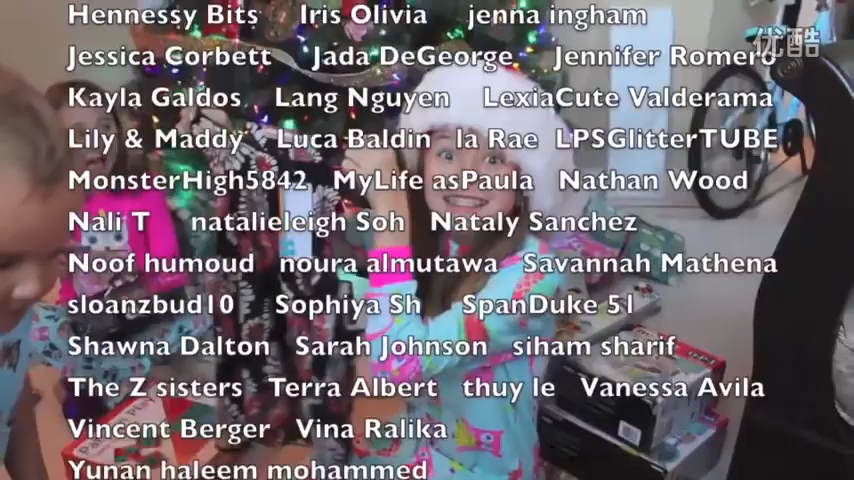 Hennessy Bits Iris Olivia jenna ingham
优酷
Jessica Corbett Jada DeGeorge Jennifer Romero
Kayla Galdos Lang Nguyen LexiaCute Valderama
Lily & Maddy Luca Baldin la Rae LPSGlitterTUBE
MonsterHigh5842 MyLife asPaula Nathan Wood
Nali T natalieleigh Soh Nataly Sanchez
Noof humoud noura almutawa Savannah Mathena
sloanzbud10 Sophiya Sh SpanDuke 51
Shawna Dalton Sarah Johnson siham sharif
The Z sisters Terra Albert thuy le Vanessa Avila
Vincent Berger Vina Ralika
Yunan haleem mohammed